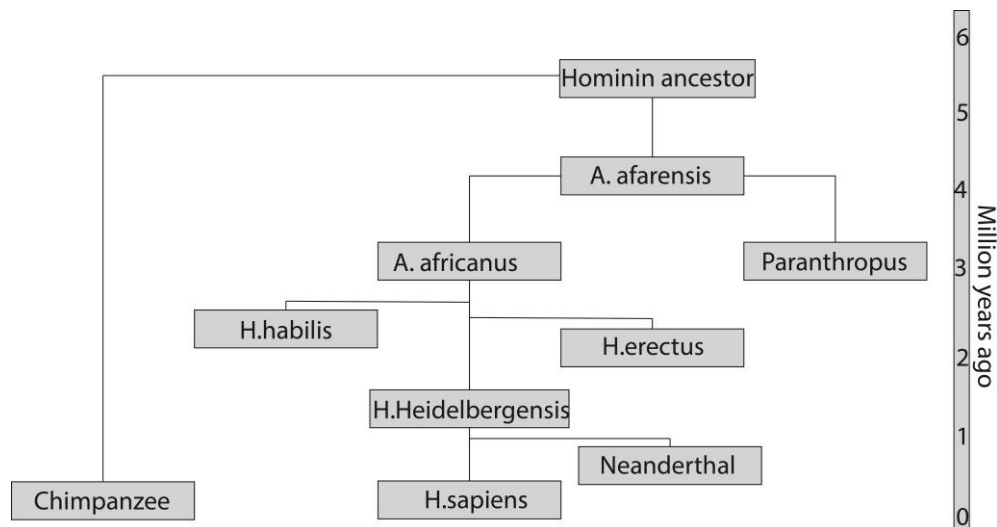 6
Hominin ancestor
5
A. afarensis
4
A. africanus
Paranthropus
3
H.habilis
H.erectus
2
H.Heidelbergensis
1
Neanderthal
Chimpanzee
H.sapiens
0
Million years ago